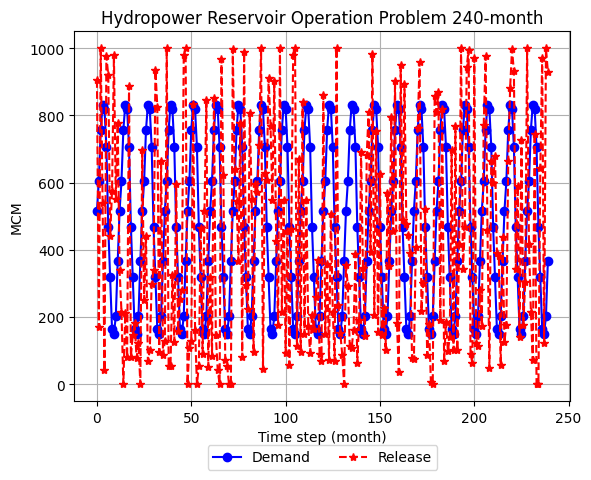 Hydropower Reservoir Operation Problem 240-month
MCM
1000
800
600
400
200
0
0 50 100 150 200 250
Time step (month)
Demand Release